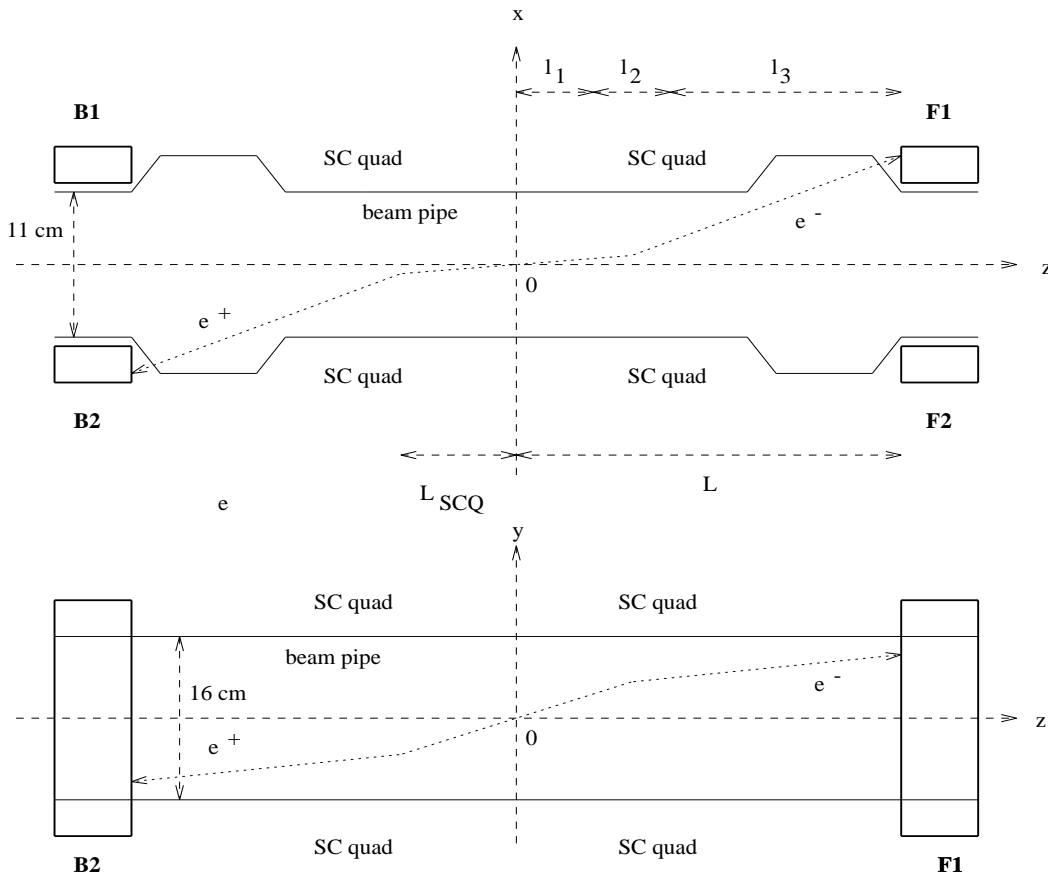 x
l1 l2 l3
B1 F1
SC quad SC quad
beam pipe
11 cm e-
z
0
e+
SC quad SC quad
B2 F2
L SCQ L
e
y
SC quad SC quad
beam pipe
16 cm e-
z
e+ 0
SC quad SC quad
B2 F1